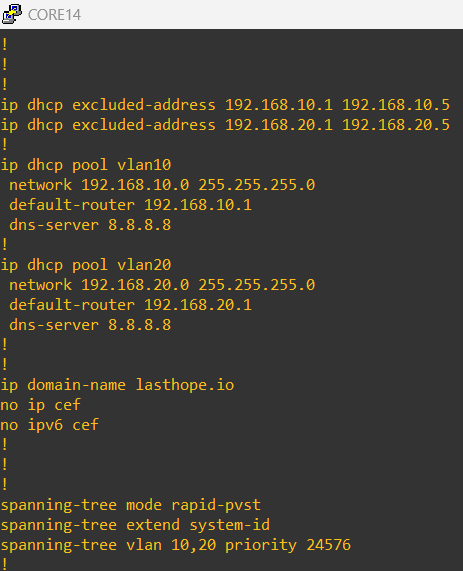 CORE14
!
!
!
ip dhcp excluded-address 192.168.10.1 192.168.10.5
ip dhcp excluded-address 192.168.20.1 192.168.20.5
!
ip dhcp pool vlan10
 network 192.168.10.0 255.255.255.0
 default-router 192.168.10.1
 dns-server 8.8.8.8
!
ip dhcp pool vlan20
 network 192.168.20.0 255.255.255.0
 default-router 192.168.20.1
 dns-server 8.8.8.8
!
!
ip domain-name lasthope.io
no ip cef
no ipv6 cef
!
!
!
spanning-tree mode rapid-pvst
spanning-tree extend system-id
spanning-tree vlan 10,20 priority 24576
!